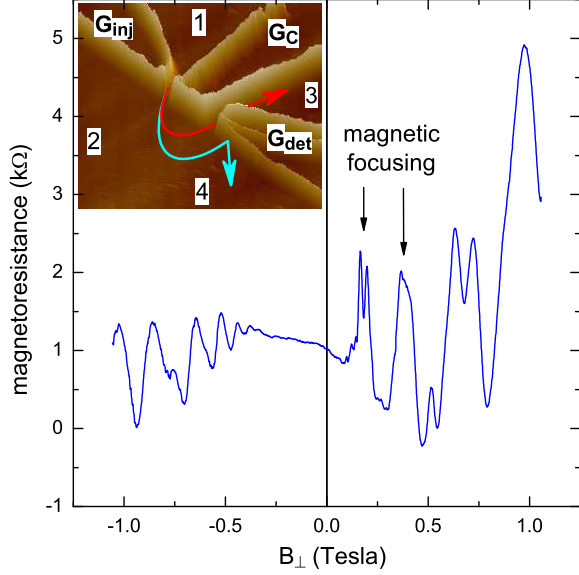 1
G_inj
G_C
3
2
G_det
4
magnetic
focusing
magnetoresistance (kΩ)
5
4
3
2
1
0
-1
-1.0
-0.5
0.0
0.5
1.0
B_⊥ (Tesla)